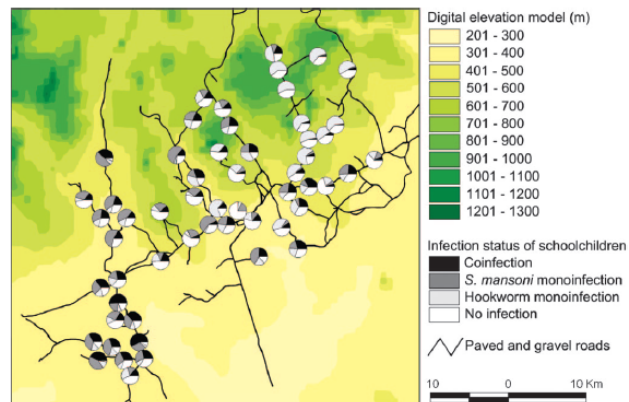 Digital elevation model (m)
201 - 300
301 - 400
401 - 500
501 - 600
601 - 700
701 - 800
801 - 900
901 - 1000
1001 - 1100
1101 - 1200
1201 - 1300
Infection status of schoolchildren
Coinfection
S. mansoni monoinfection
Hookworm monoinfection
No infection
Paved and gravel roads
10 0 10 Km